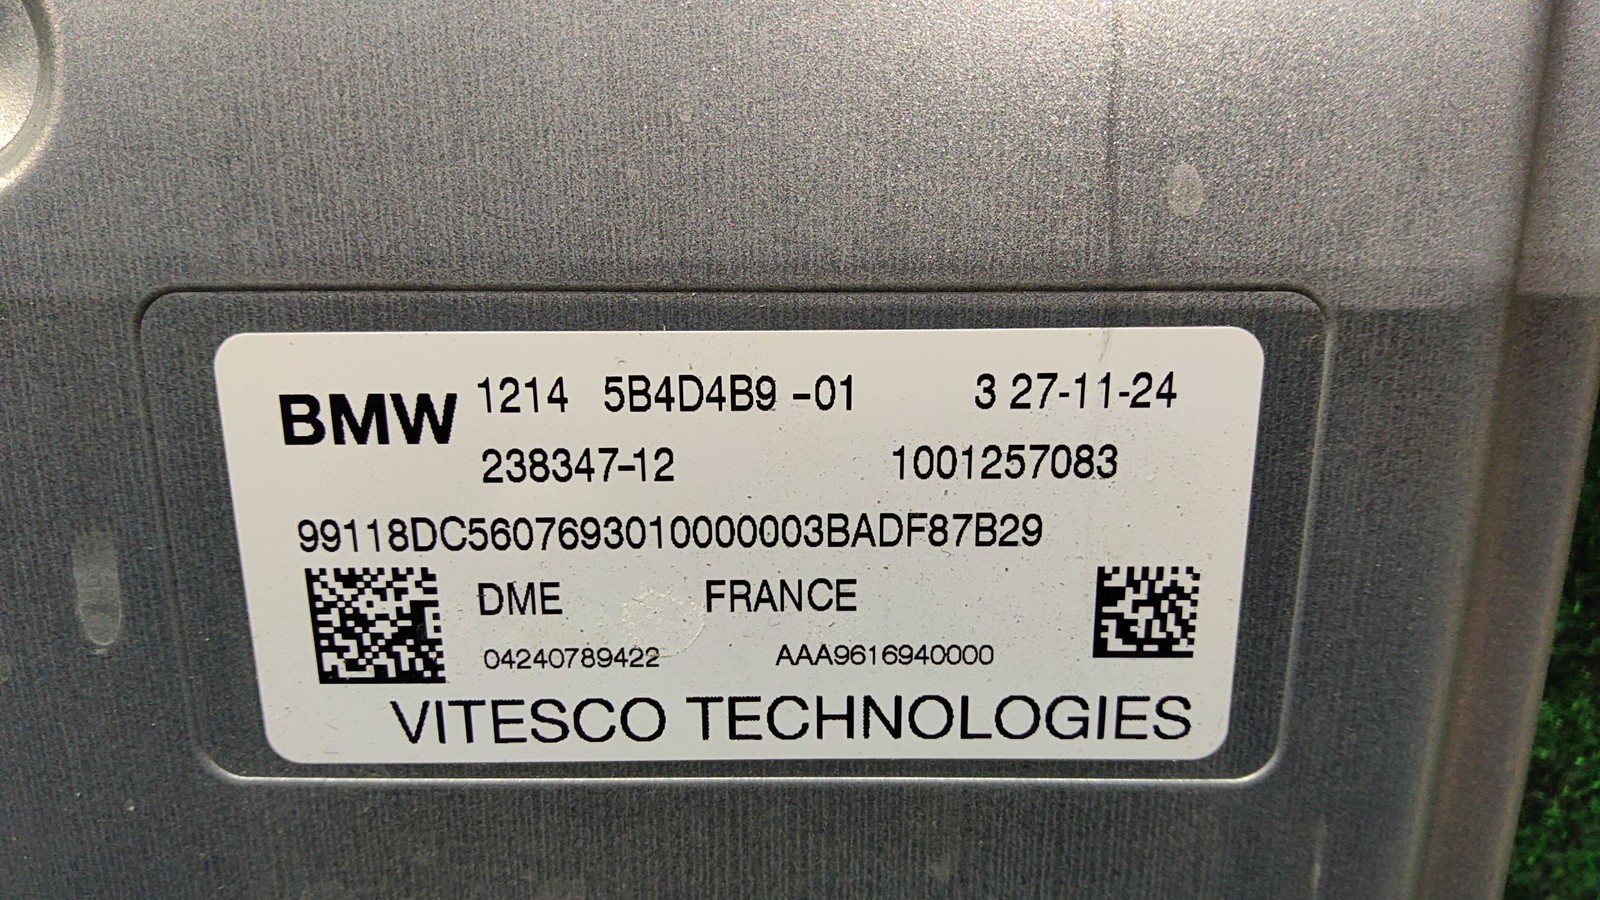 BMW 1214 5B4D4B9 -01 3 27-11-24
238347-12 1001257083
99118DC5607693010000003BADF87B29
DME FRANCE
04240789422 AAA9616940000
VITESCO TECHNOLOGIES